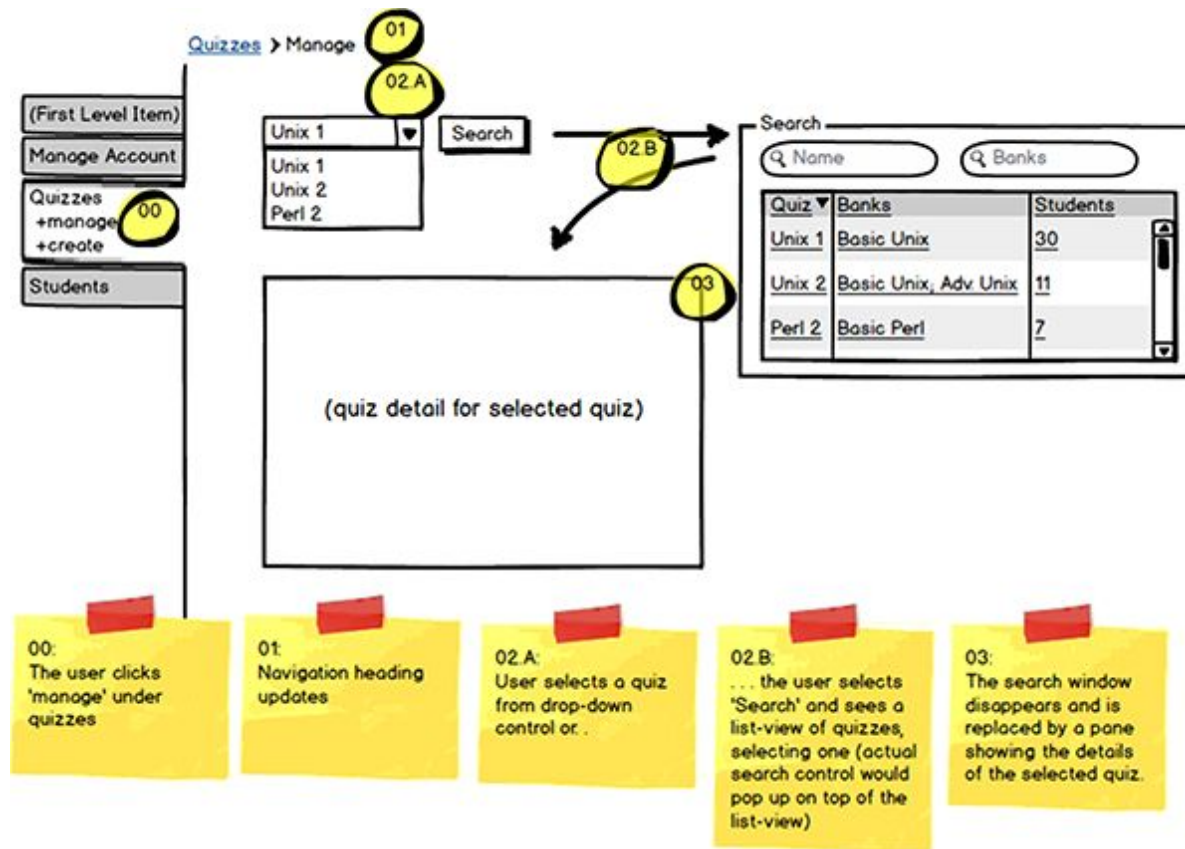 Quizzes > Manage
01
02.A
(First Level Item)
Manage Account
Quizzes
+manage
+create
00
Students
Unix 1
Search
Unix 1
Unix 2
Perl 2
02.B
Search
Name
Banks
Quiz Banks Students
Unix 1 Basic Unix 30
Unix 2 Basic Unix; Adv. Unix 11
Perl 2 Basic Perl 7
03
(quiz detail for selected quiz)
00:
The user clicks
'manage' under
quizzes
01:
Navigation heading
updates
02.A:
User selects a quiz
from drop-down
control or. .
02.B:
. . . the user selects
'Search' and sees a
list-view of quizzes,
selecting one (actual
search control would
pop up on top of the
list-view)
03:
The search window
disappears and is
replaced by a pane
showing the details
of the selected quiz.